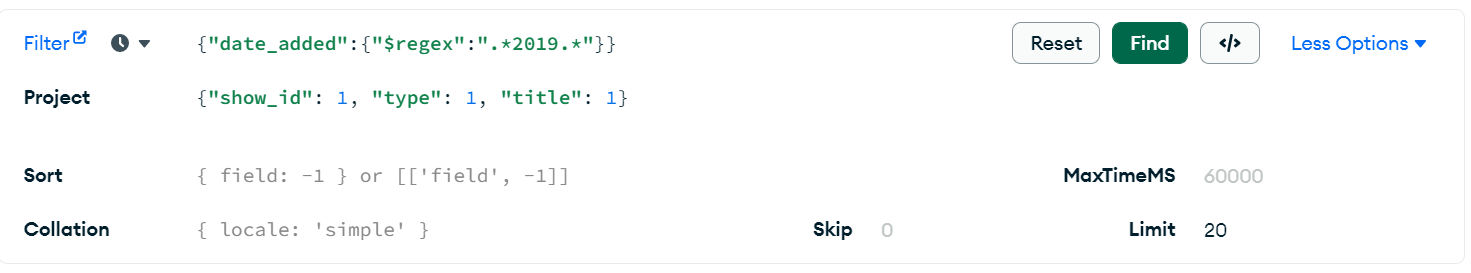 Filter {"date_added":{"$regex":".*2019.*"}} Reset Find </> Less Options
Project {"show_id": 1, "type": 1, "title": 1}
Sort { field: -1 } or [['field', -1]] MaxTimeMS 60000
Collation { locale: 'simple' } Skip 0 Limit 20